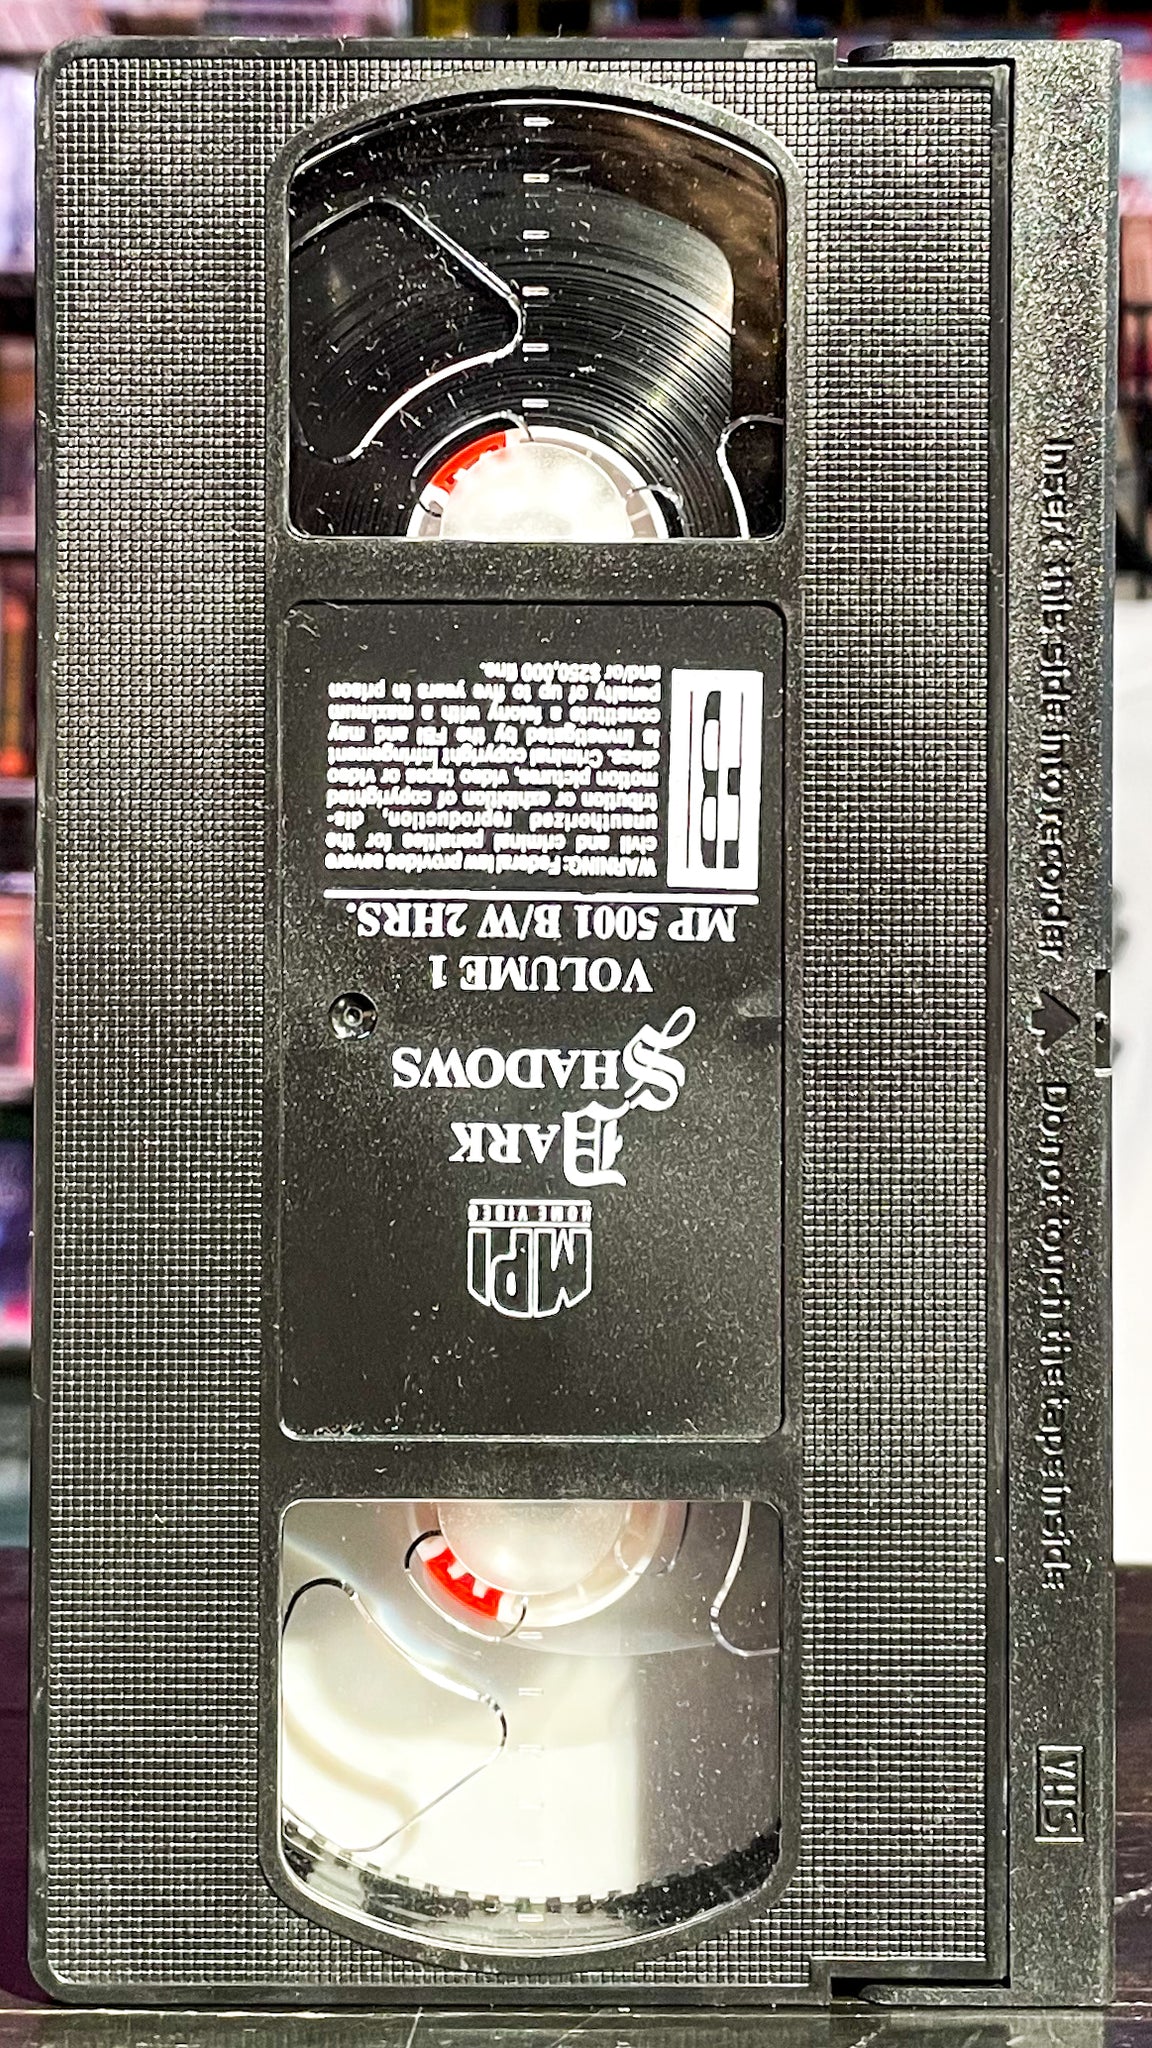 MPI
HOME VIDEO
DARK
SHADOWS
VOLUME 1
MP 5001 B/W 2HRS.
WARNING: Federal law provides severe
civil and criminal penalties for the
unauthorized reproduction, dis-
tribution or exhibition of copyrighted
motion pictures, video tapes or video
discs. Criminal copyright infringement
is investigated by the FBI and may
constitute a felony with a maximum
penalty of up to five years in prison
and/or $250,000 fine.
Insert this side into recorder
Do not touch the tape inside
VHS